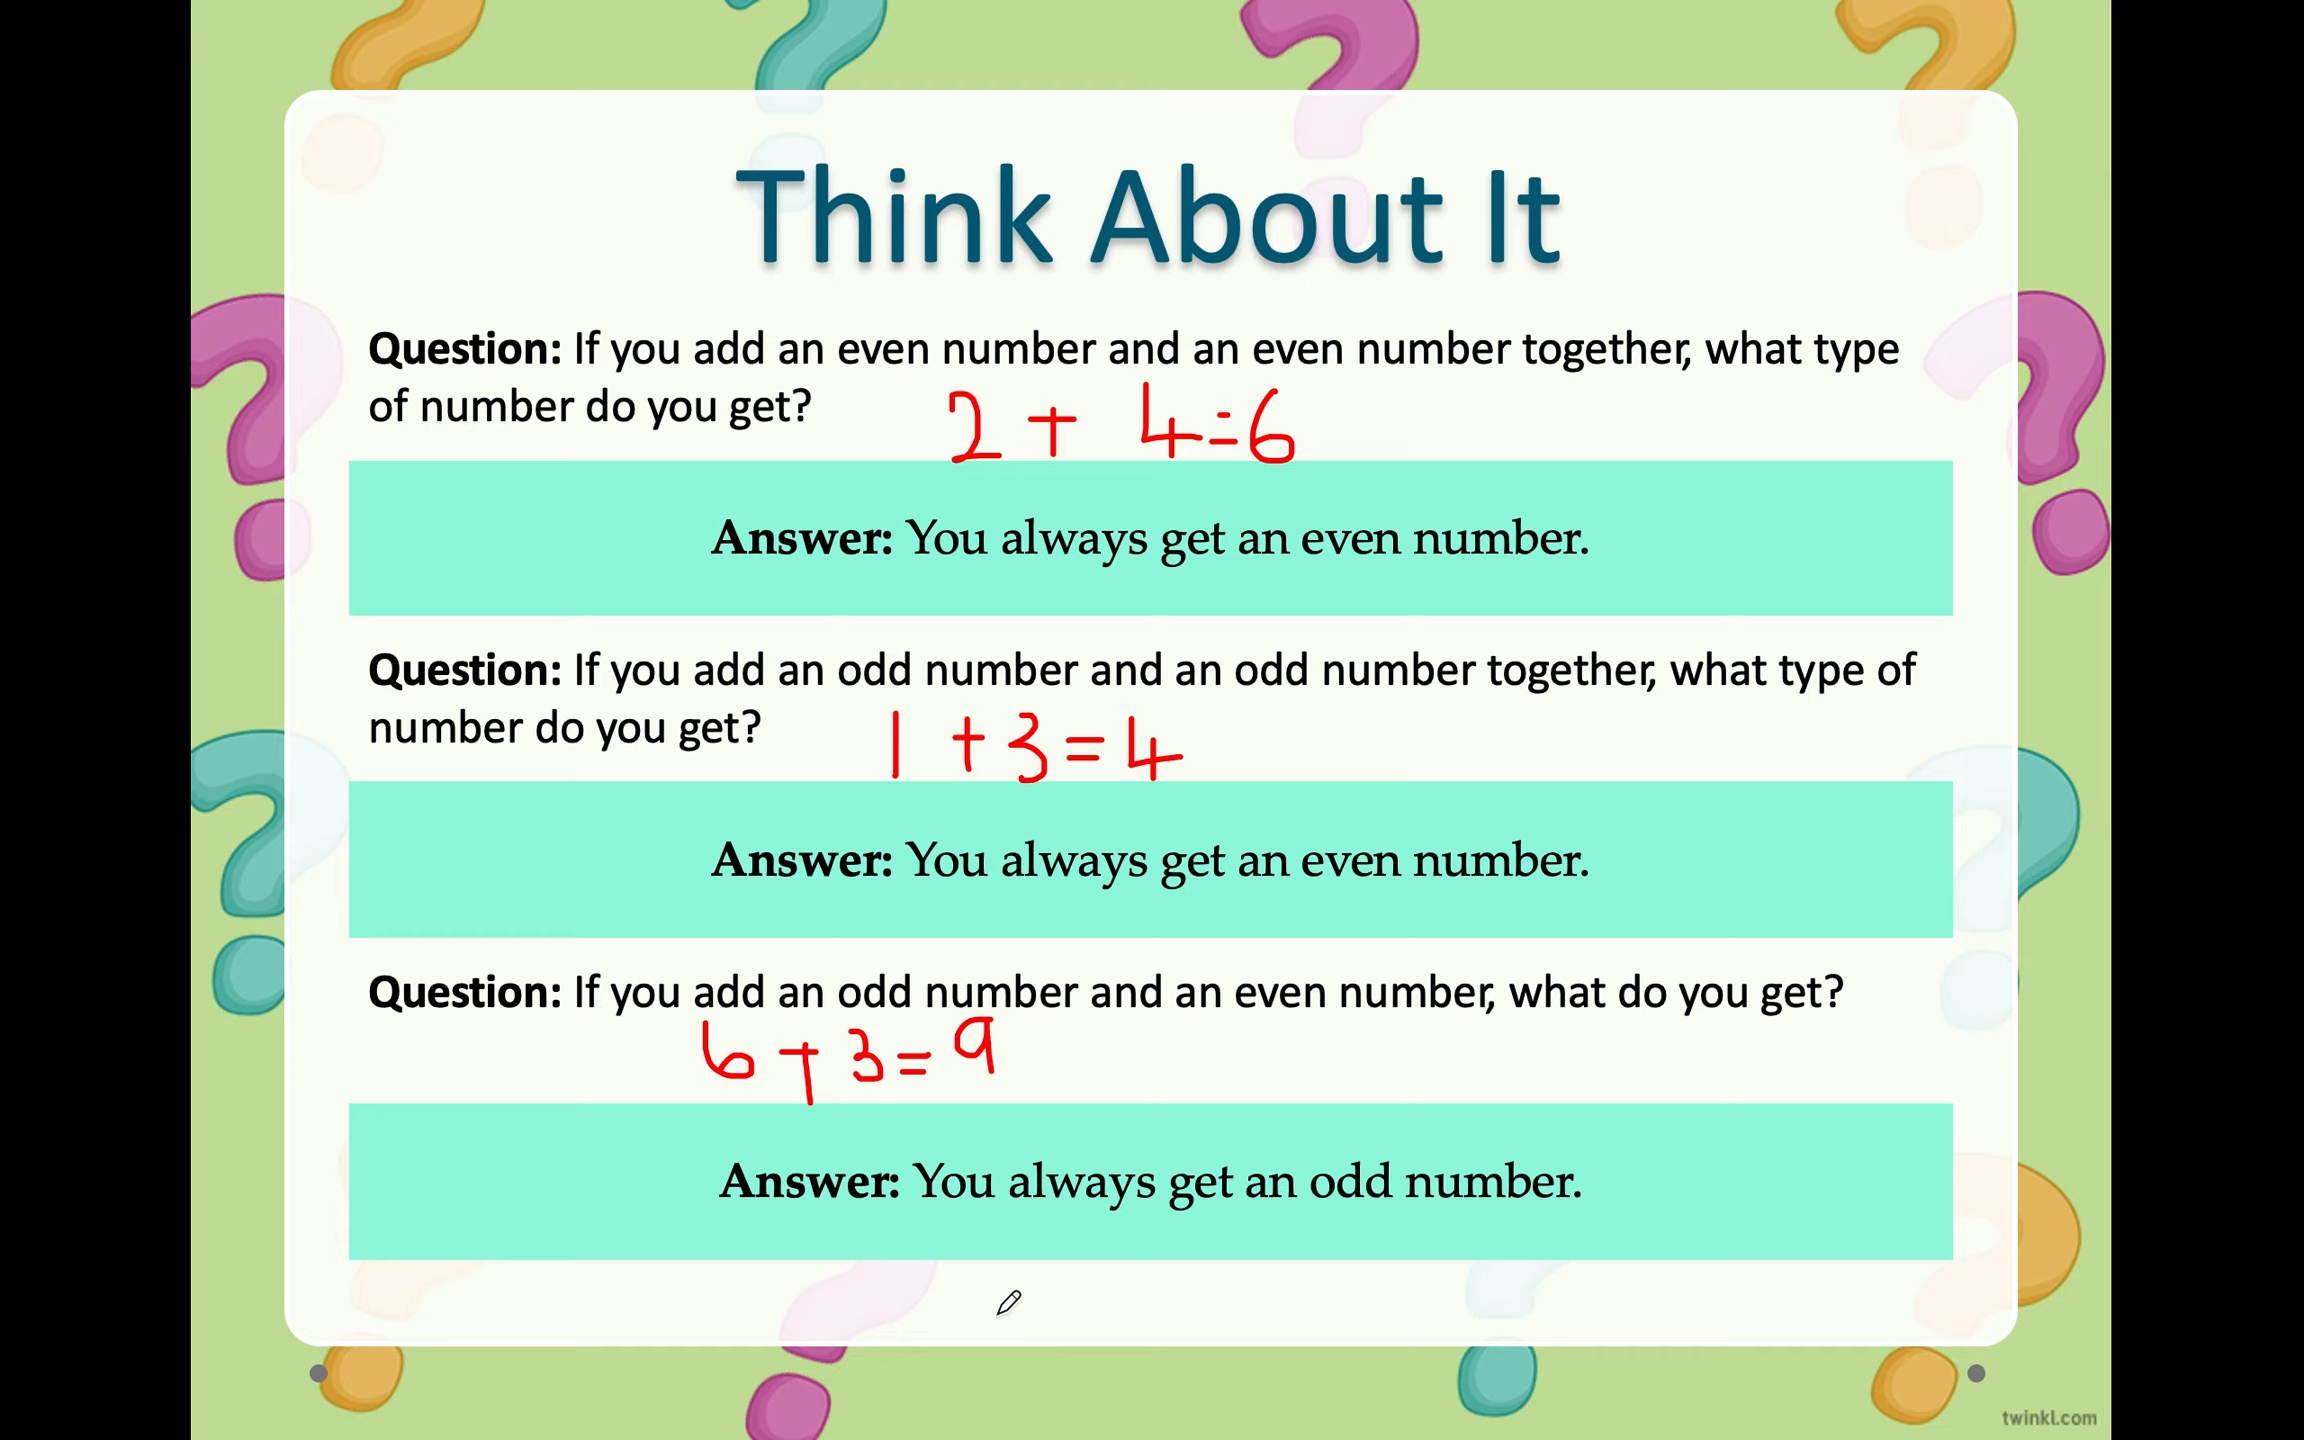 Think About It
Question: If you add an even number and an even number together, what type
of number do you get?
2 + 4=6
Answer: You always get an even number.
Question: If you add an odd number and an odd number together, what type of
number do you get?
1 +3=4
Answer: You always get an even number.
Question: If you add an odd number and an even number, what do you get?
6+3=9
Answer: You always get an odd number.
twinkl.com